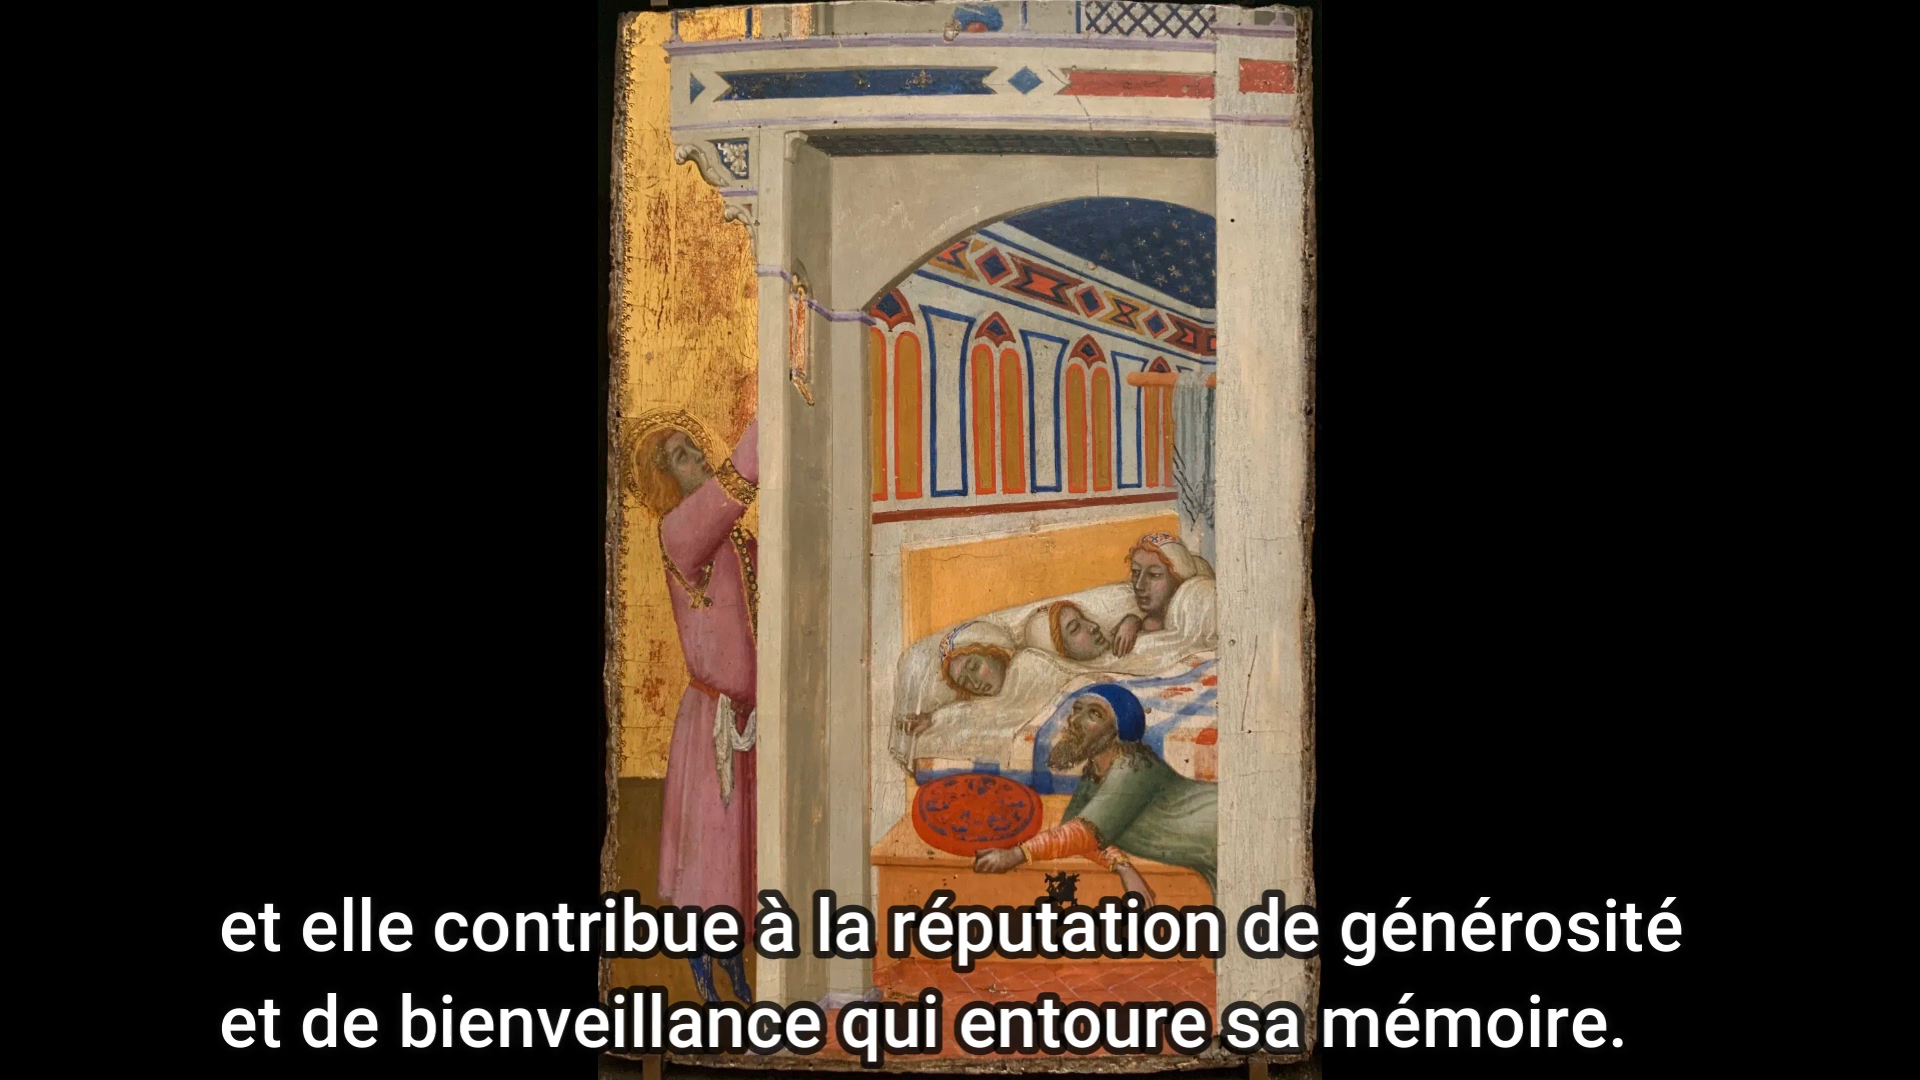 et elle contribue à la réputation de générosité
et de bienveillance qui entoure sa mémoire.